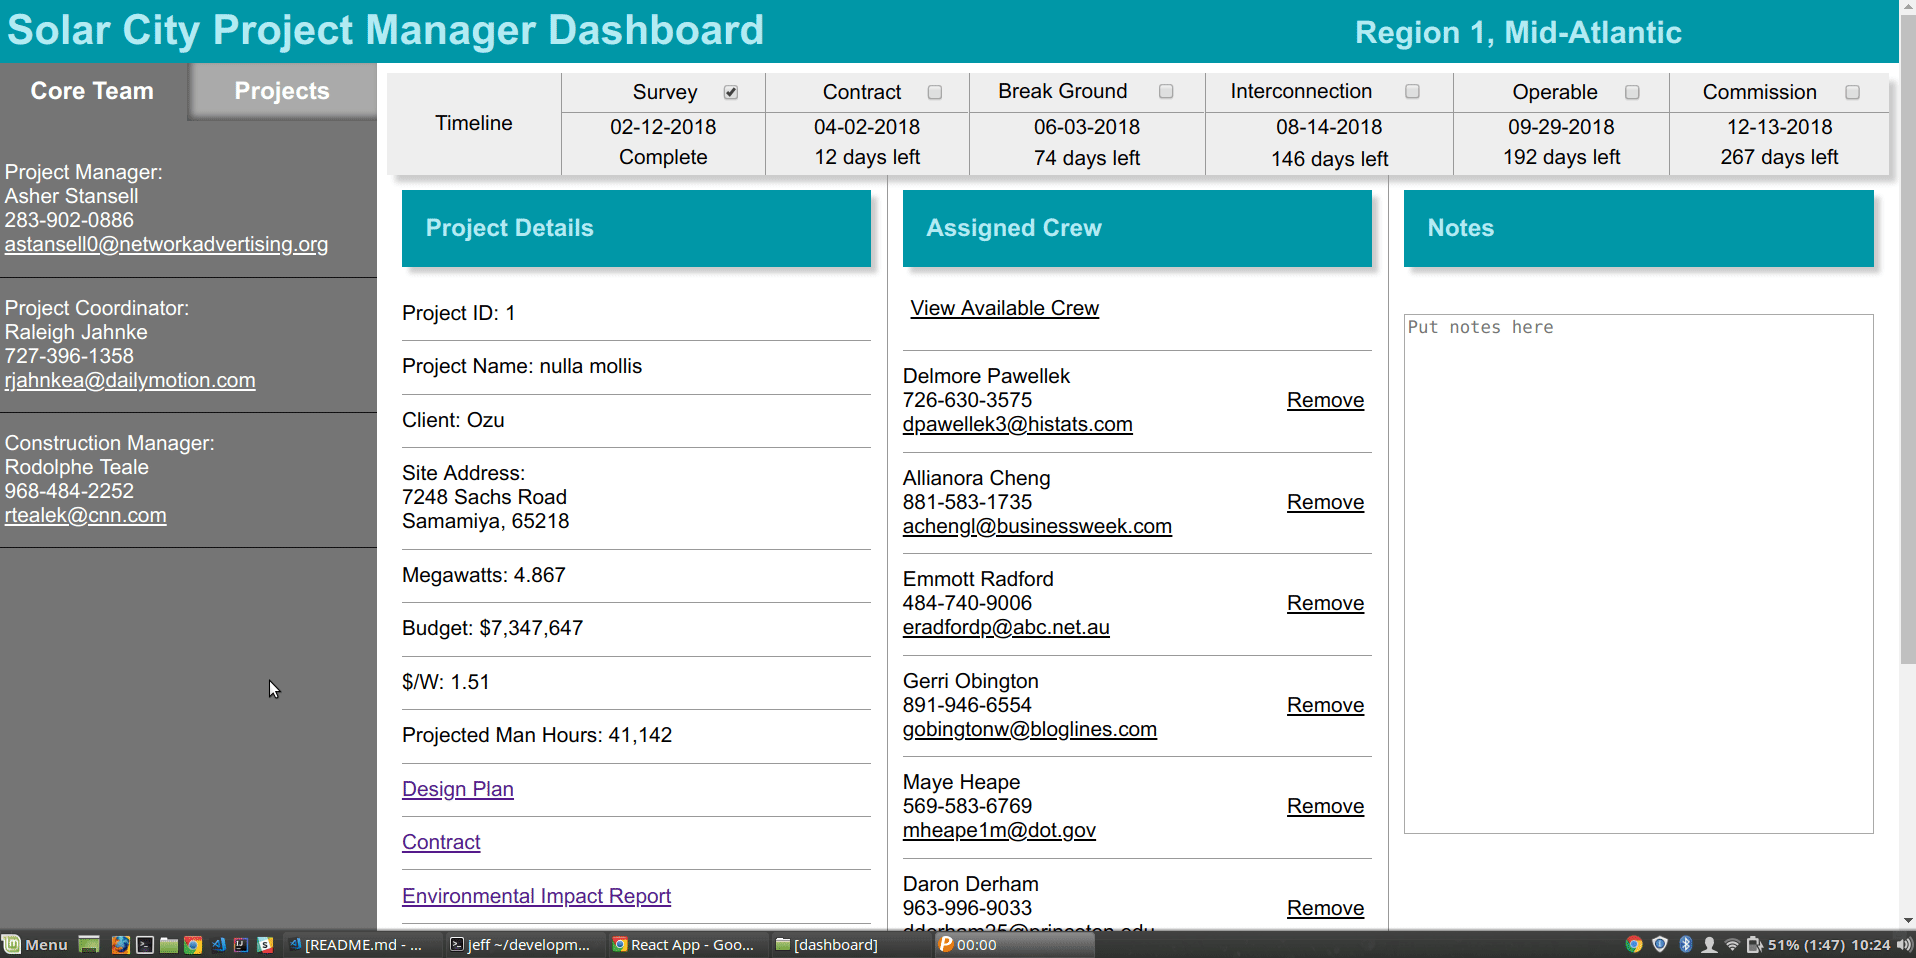 Solar City Project Manager Dashboard
Region 1, Mid-Atlantic
Core Team
Projects
Project Manager:
Asher Stansell
283-902-0886
astansell0@networkadvertising.org
Project Coordinator:
Raleigh Jahnke
727-396-1358
rjahnkea@dailymotion.com
Construction Manager:
Rodolphe Teale
968-484-2252
rtealek@cnn.com
Timeline
Survey
02-12-2018
Complete
Contract
04-02-2018
12 days left
Break Ground
06-03-2018
74 days left
Interconnection
08-14-2018
146 days left
Operable
09-29-2018
192 days left
Commission
12-13-2018
267 days left
Project Details
Project ID: 1
Project Name: nulla mollis
Client: Ozu
Site Address:
7248 Sachs Road
Samamiya, 65218
Megawatts: 4.867
Budget: $7,347,647
$/W: 1.51
Projected Man Hours: 41,142
Design Plan
Contract
Environmental Impact Report
Assigned Crew
View Available Crew
Delmore Pawellek
726-630-3575
dpawellek3@histats.com
Remove
Allianora Cheng
881-583-1735
achengl@businessweek.com
Remove
Emmott Radford
484-740-9006
eradfordp@abc.net.au
Remove
Gerri Obington
891-946-6554
gobingtonw@bloglines.com
Remove
Maye Heape
569-583-6769
mheape1m@dot.gov
Remove
Daron Derham
963-996-9033
Remove
Notes
Put notes here
Menu
[README.md - ...
jeff ~/developm...
React App - Goo...
[dashboard]
00:00
51% (1:47) 10:24